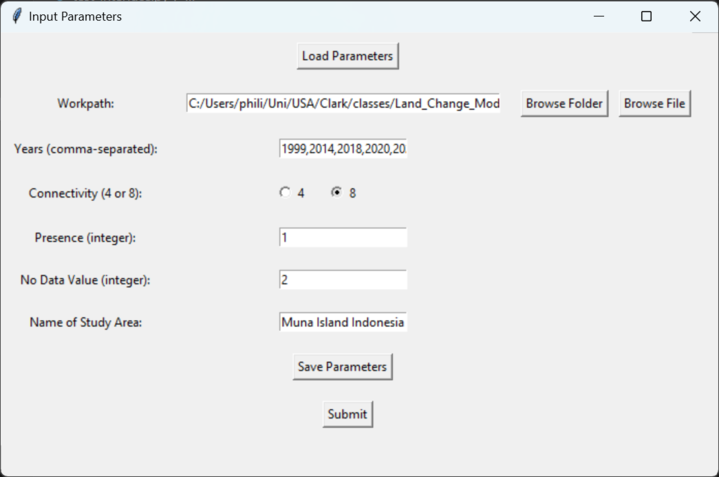 Input Parameters
Load Parameters
Workpath: C:/Users/phili/Uni/USA/Clark/classes/Land_Change_Mod Browse Folder Browse File
Years (comma-separated): 1999,2014,2018,2020,20
Connectivity (4 or 8): 4 8
Presence (integer): 1
No Data Value (integer): 2
Name of Study Area: Muna Island Indonesia
Save Parameters
Submit